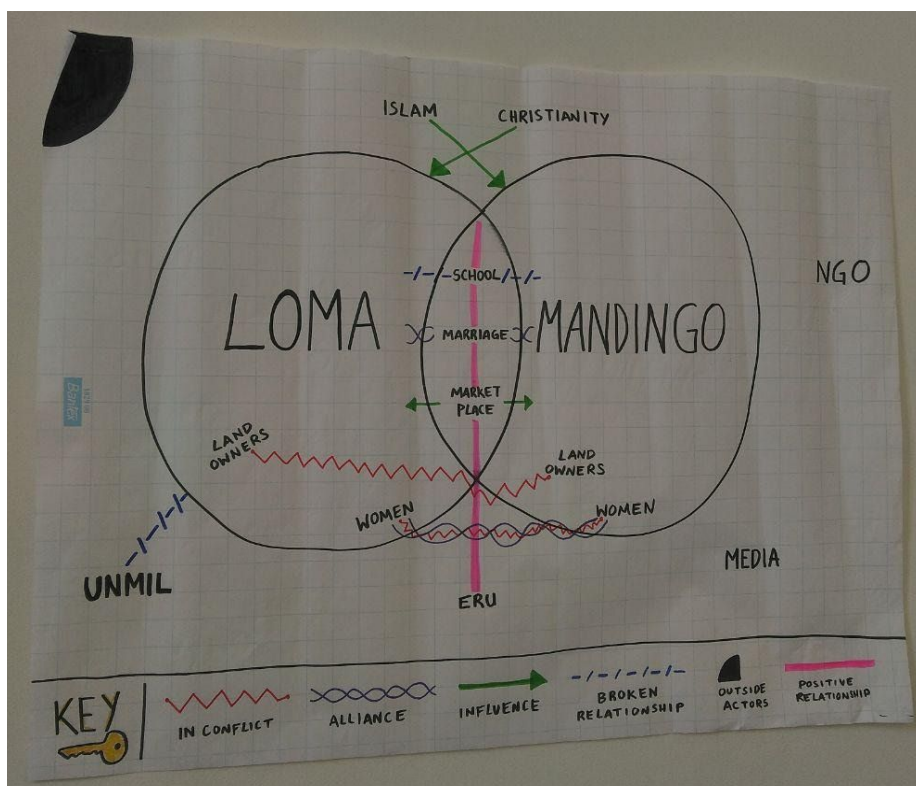 ISLAM
CHRISTIANITY
SCHOOL
NGO
LOMA
MARRIAGE
MANDINGO
MARKET
PLACE
Bantex
LAND
OWNERS
LAND
OWNERS
WOMEN
WOMEN
MEDIA
UNMIL
ERU
KEY
IN CONFLICT
ALLIANCE
INFLUENCE
BROKEN
RELATIONSHIP
OUTSIDE
ACTORS
POSITIVE
RELATIONSHIP